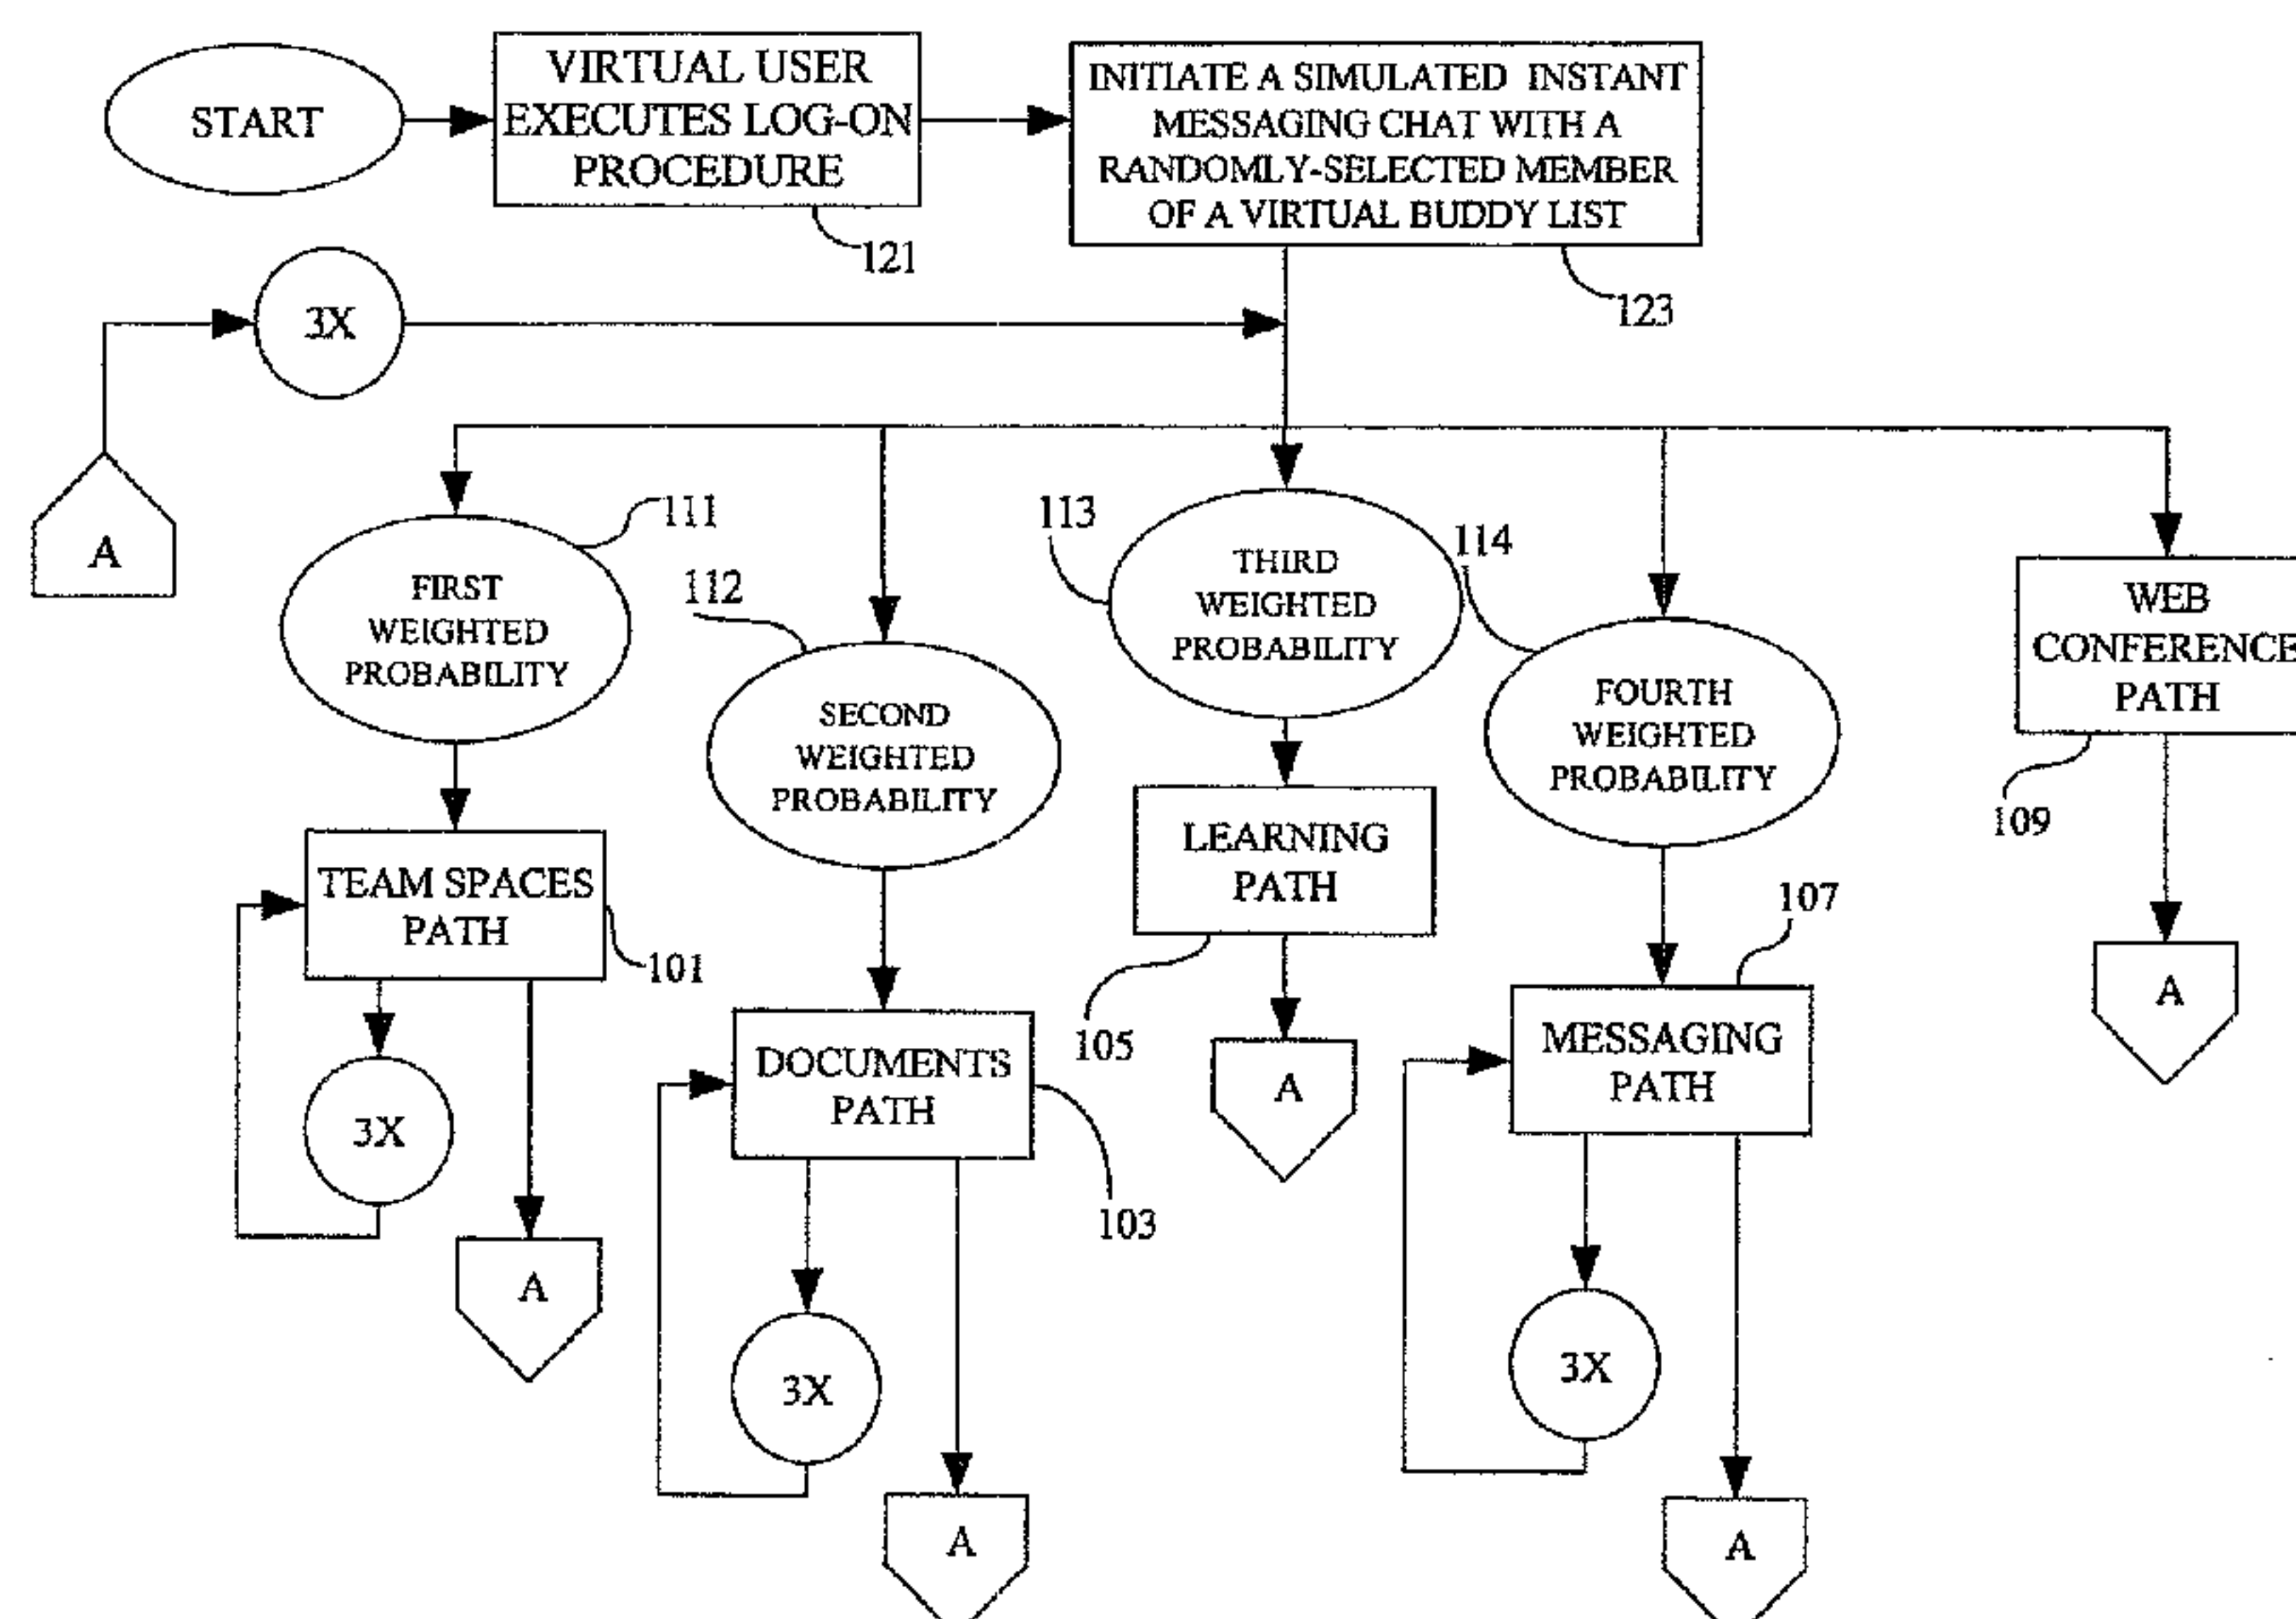 START
VIRTUAL USER
EXECUTES LOG-ON
PROCEDURE
121
INITIATE A SIMULATED INSTANT
MESSAGING CHAT WITH A
RANDOMLY-SELECTED MEMBER
OF A VIRTUAL BUDDY LIST
123
3X
A
111
FIRST
WEIGHTED
PROBABILITY
112
SECOND
WEIGHTED
PROBABILITY
113
THIRD
WEIGHTED
PROBABILITY
114
FOURTH
WEIGHTED
PROBABILITY
WEB
CONFERENCE
PATH
109
TEAM SPACES
PATH
101
3X
A
DOCUMENTS
PATH
103
3X
A
LEARNING
PATH
105
A
107
MESSAGING
PATH
3X
A
A